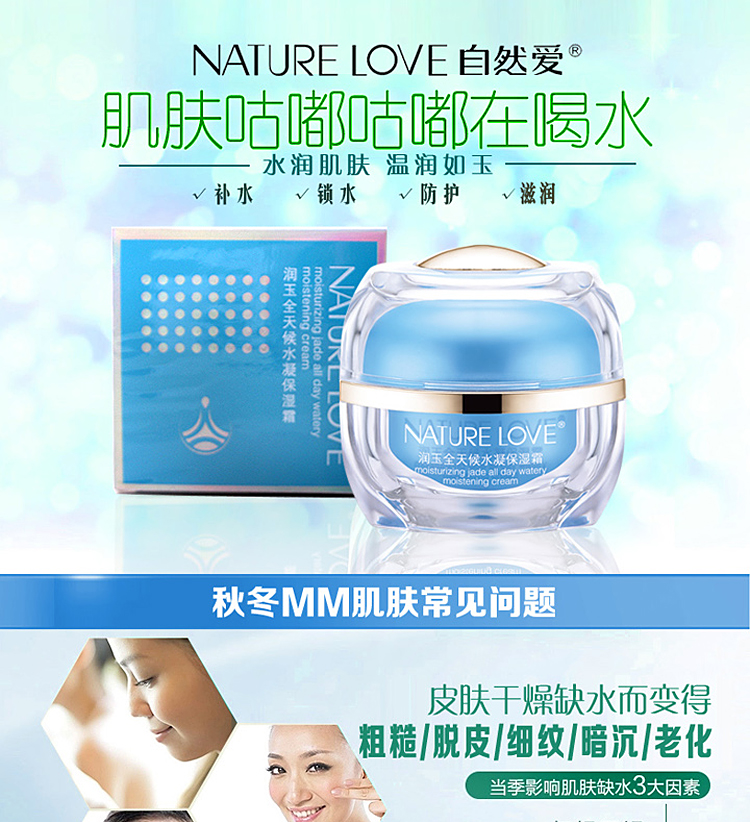 NATURE LOVE 自然爱®
肌肤咕嘟咕嘟在喝水
水润肌肤 温润如玉
✓补水 ✓锁水 ✓防护 ✓滋润
NATURE LOVE
moisturizing jade all day watery
moistening cream
润玉全天候水凝保湿霜
NATURE LOVE®
润玉全天候水凝保湿霜
moisturizing jade all day watery
moistening cream
秋冬MM肌肤常见问题
皮肤干燥缺水而变得
粗糙/脱皮/细纹/暗沉/老化
当季影响肌肤缺水3大因素